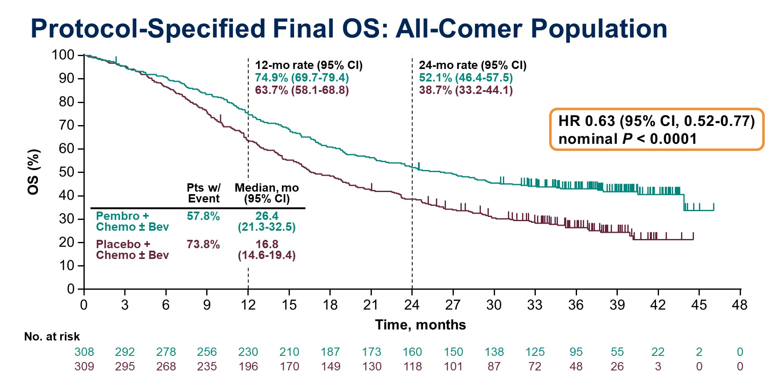 Protocol-Specified Final OS: All-Comer Population
12-mo rate (95% CI)
74.9% (69.7-79.4)
63.7% (58.1-68.8)
24-mo rate (95% CI)
52.1% (46.4-57.5)
38.7% (33.2-44.1)
HR 0.63 (95% CI, 0.52-0.77)
nominal P < 0.0001
OS (%)
100
90
80
70
60
50
40
30
20
10
0
Pts w/ Event Median, mo (95% CI)
Pembro + Chemo ± Bev 57.8% 26.4 (21.3-32.5)
Placebo + Chemo ± Bev 73.8% 16.8 (14.6-19.4)
0 3 6 9 12 15 18 21 24 27 30 33 36 39 42 45 48
Time, months
No. at risk
308 292 278 256 230 210 187 173 160 150 138 125 95 55 22 2 0
309 295 268 235 196 170 149 130 118 101 87 72 48 26 3 0 0